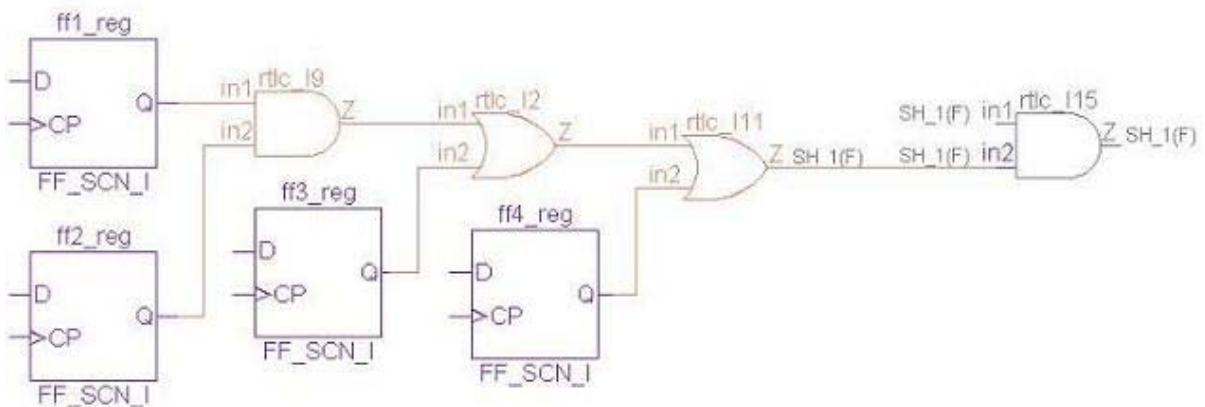 ff1_reg
D
Q
CP
FF_SCN_I
ff2_reg
D
Q
CP
FF_SCN_I
in1
rtlc_I9
Z
in2
ff3_reg
D
Q
CP
FF_SCN_I
in1
rtlc_I2
Z
in2
ff4_reg
D
Q
CP
FF_SCN_I
in1
rtlc_I11
Z
SH_1(F)
in2
SH_1(F)
in1
rtlc_I15
Z
SH_1(F)
SH_1(F)
in2